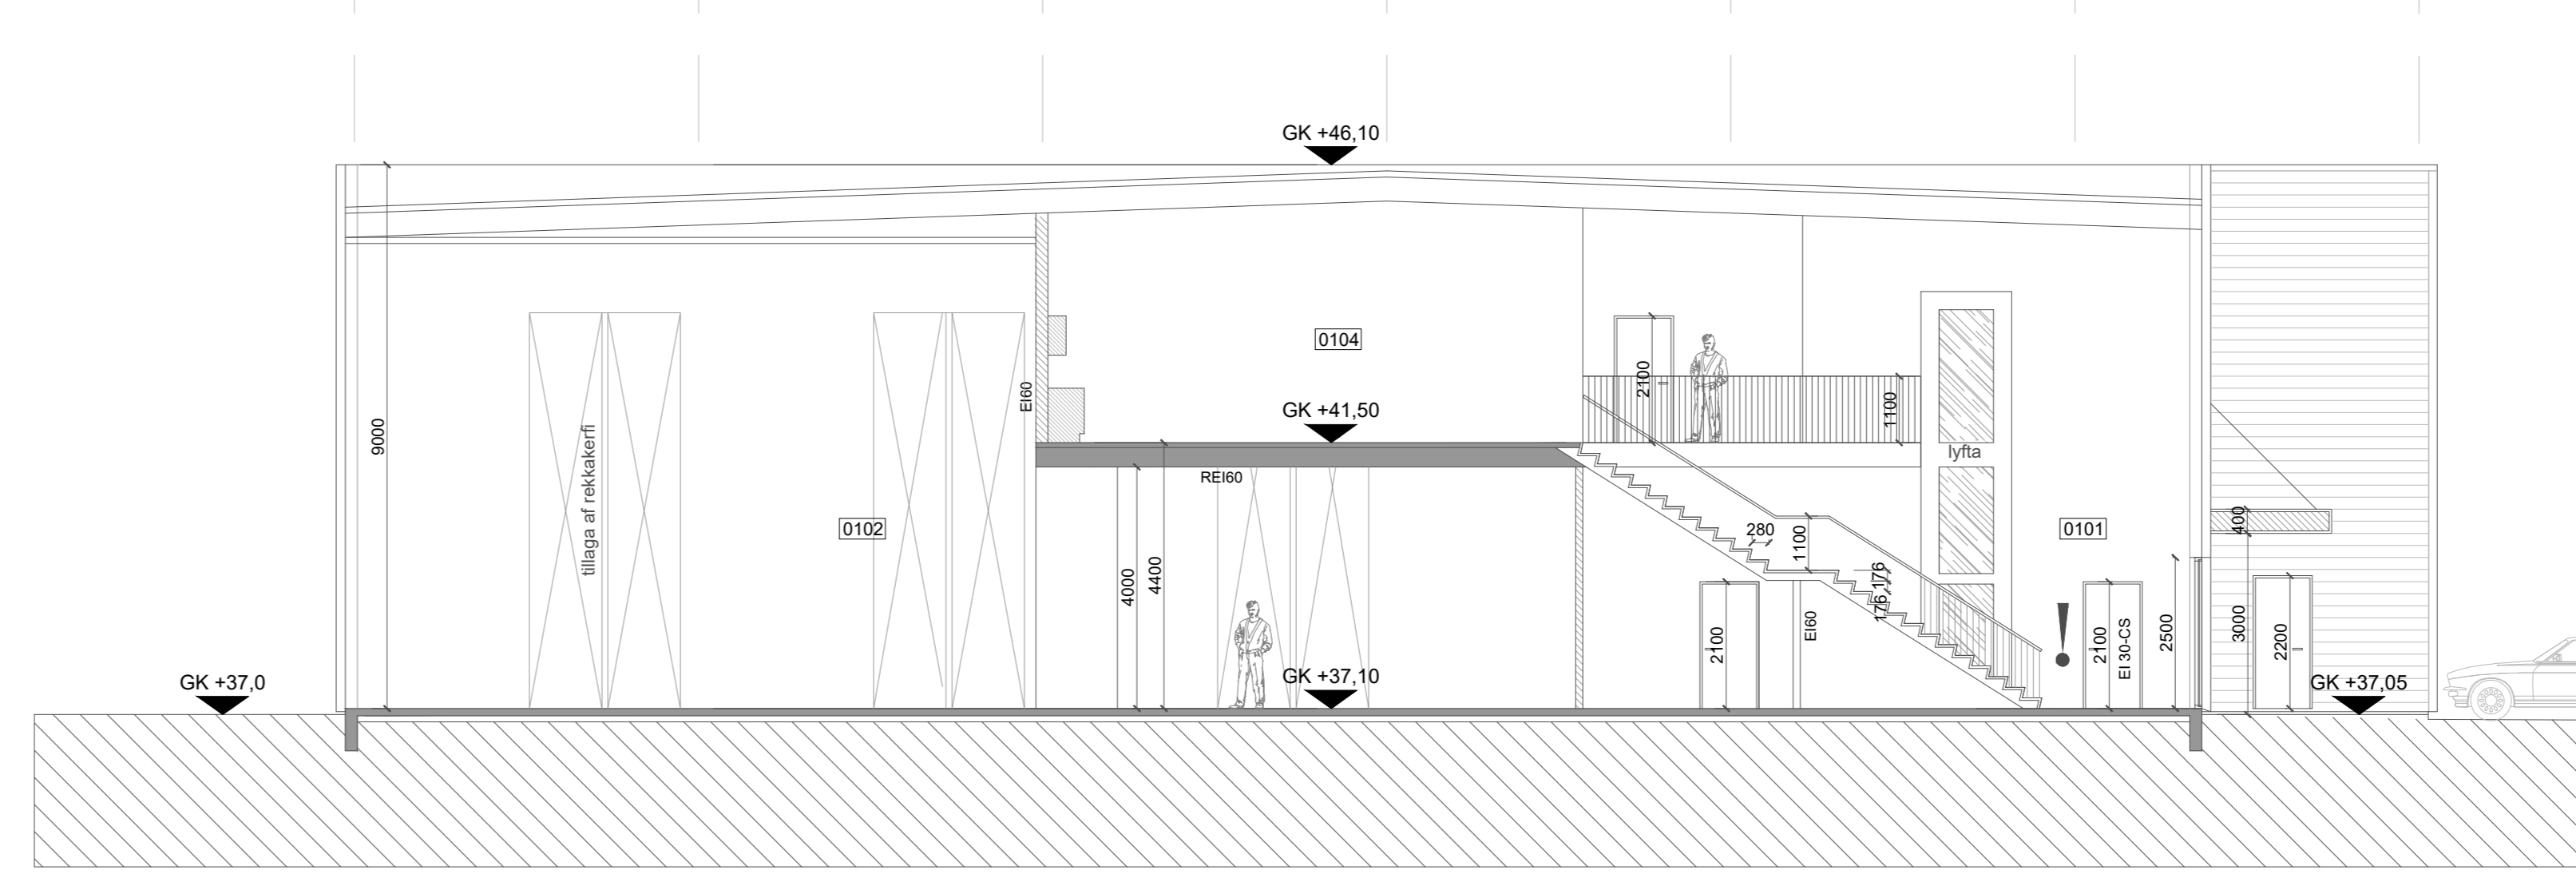 GK +46,10
0104
2100
EI60
GK +41,50
1100
9000
tillaga af rekkakerfi
lyfta
REI60
0102
280
1100
0101
400
4000
4400
176
176
EI60
2100
2100
EI 30-CS
2500
3000
2200
GK +37,0
GK +37,10
GK +37,05